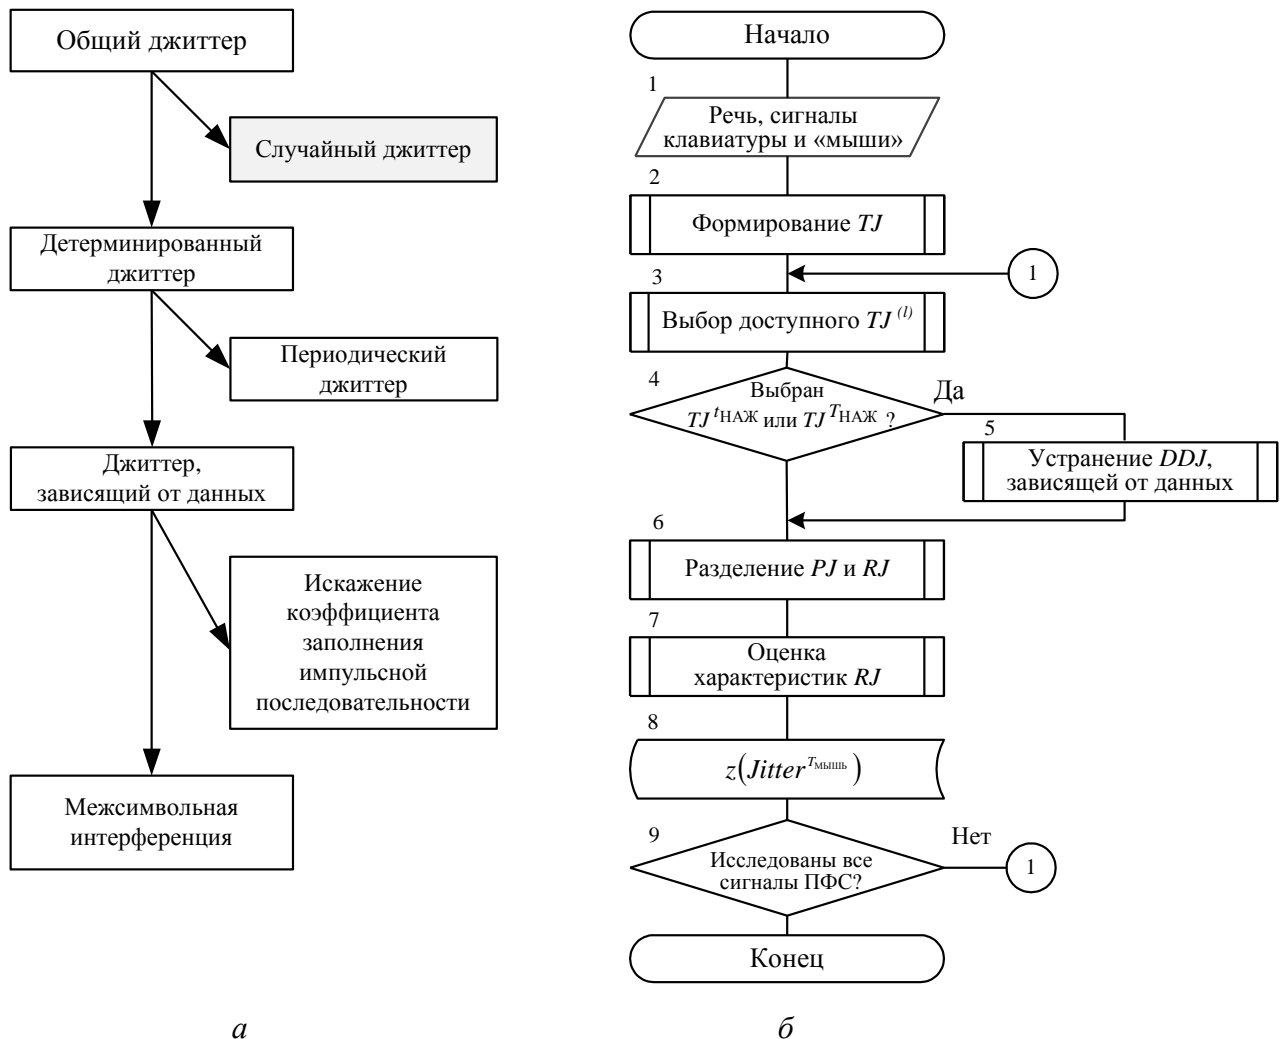 Общий джиттер
Случайный джиттер
Детерминированный
джиттер
Периодический
джиттер
Джиттер,
зависящий от данных
Искажение
коэффициента
заполнения
импульсной
последовательности
Межсимвольная
интерференция
а
Начало
1
Речь, сигналы
клавиатуры и «мыши»
2
Формирование TJ
1
3
Выбор доступного TJ (l)
4
Выбран
TJ tНАЖ или TJ TНАЖ ?
Да
5
Устранение DDJ,
зависящей от данных
6
Разделение PJ и RJ
7
Оценка
характеристик RJ
8
z(Jitter Tмышь)
9
Исследованы все
сигналы ПФС?
Нет
1
Конец
б